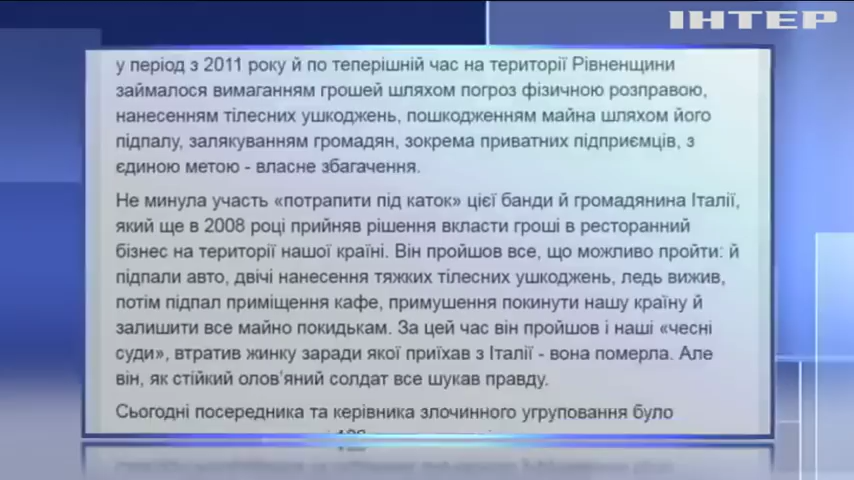 ІНТЕР
у період з 2011 року й по теперішній час на території Рівненщини
займалося вимаганням грошей шляхом погроз фізичною розправою,
нанесенням тілесних ушкоджень, пошкодженням майна шляхом його
підпалу, залякуванням громадян, зокрема приватних підприємців, з
єдиною метою - власне збагачення.
Не минула участь «потрапити під каток» цієї банди й громадянина Італії,
який ще в 2008 році прийняв рішення вкласти гроші в ресторанний
бізнес на території нашої країні. Він пройшов все, що можливо пройти: й
підпали авто, двічі нанесення тяжких тілесних ушкоджень, ледь вижив,
потім підпал приміщення кафе, примушення покинути нашу країну й
залишити все майно покидькам. За цей час він пройшов і наші «чесні
суди», втратив жинку заради якої приїхав з Італії - вона померла. Але
він, як стійкий олов'яний солдат все шукав правду.
Сьогодні посередника та керівника злочинного угруповання було